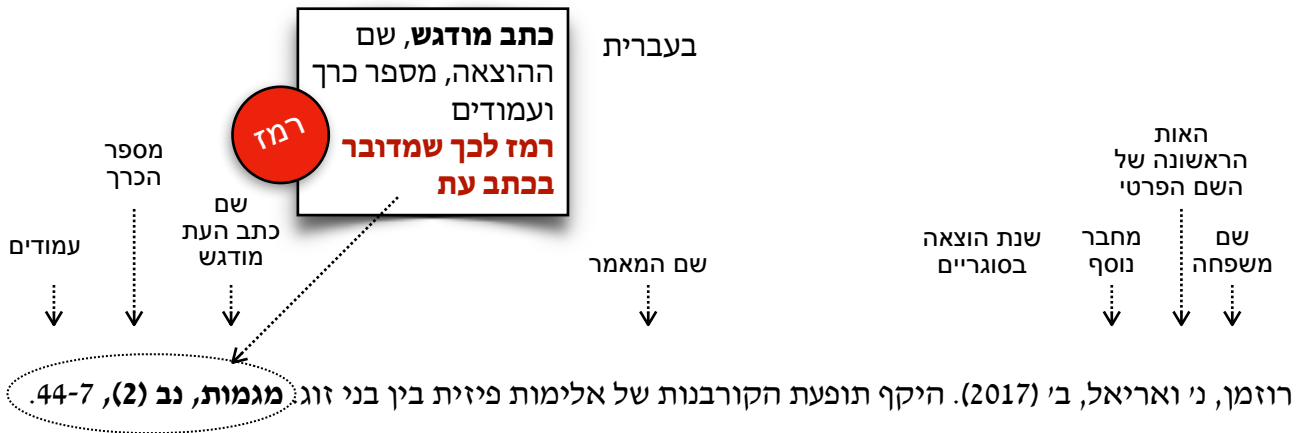 בעברית
כתב מודגש, שם
ההוצאה, מספר כרך
ועמודים
רמז לכך שמדובר
בכתב עת
רמז
האות
הראשונה של
השם הפרטי
שם
משפחה
מחבר
נוסף
שנת הוצאה
בסוגריים
שם המאמר
שם
כתב העת
מודגש
מספר
הכרך
עמודים
רוזמן, נ' ואריאל, ב' (2017). היקף תופעת הקורבנות של אלימות פיזית בין בני זוג. מגמות, נב (2), 44-7.